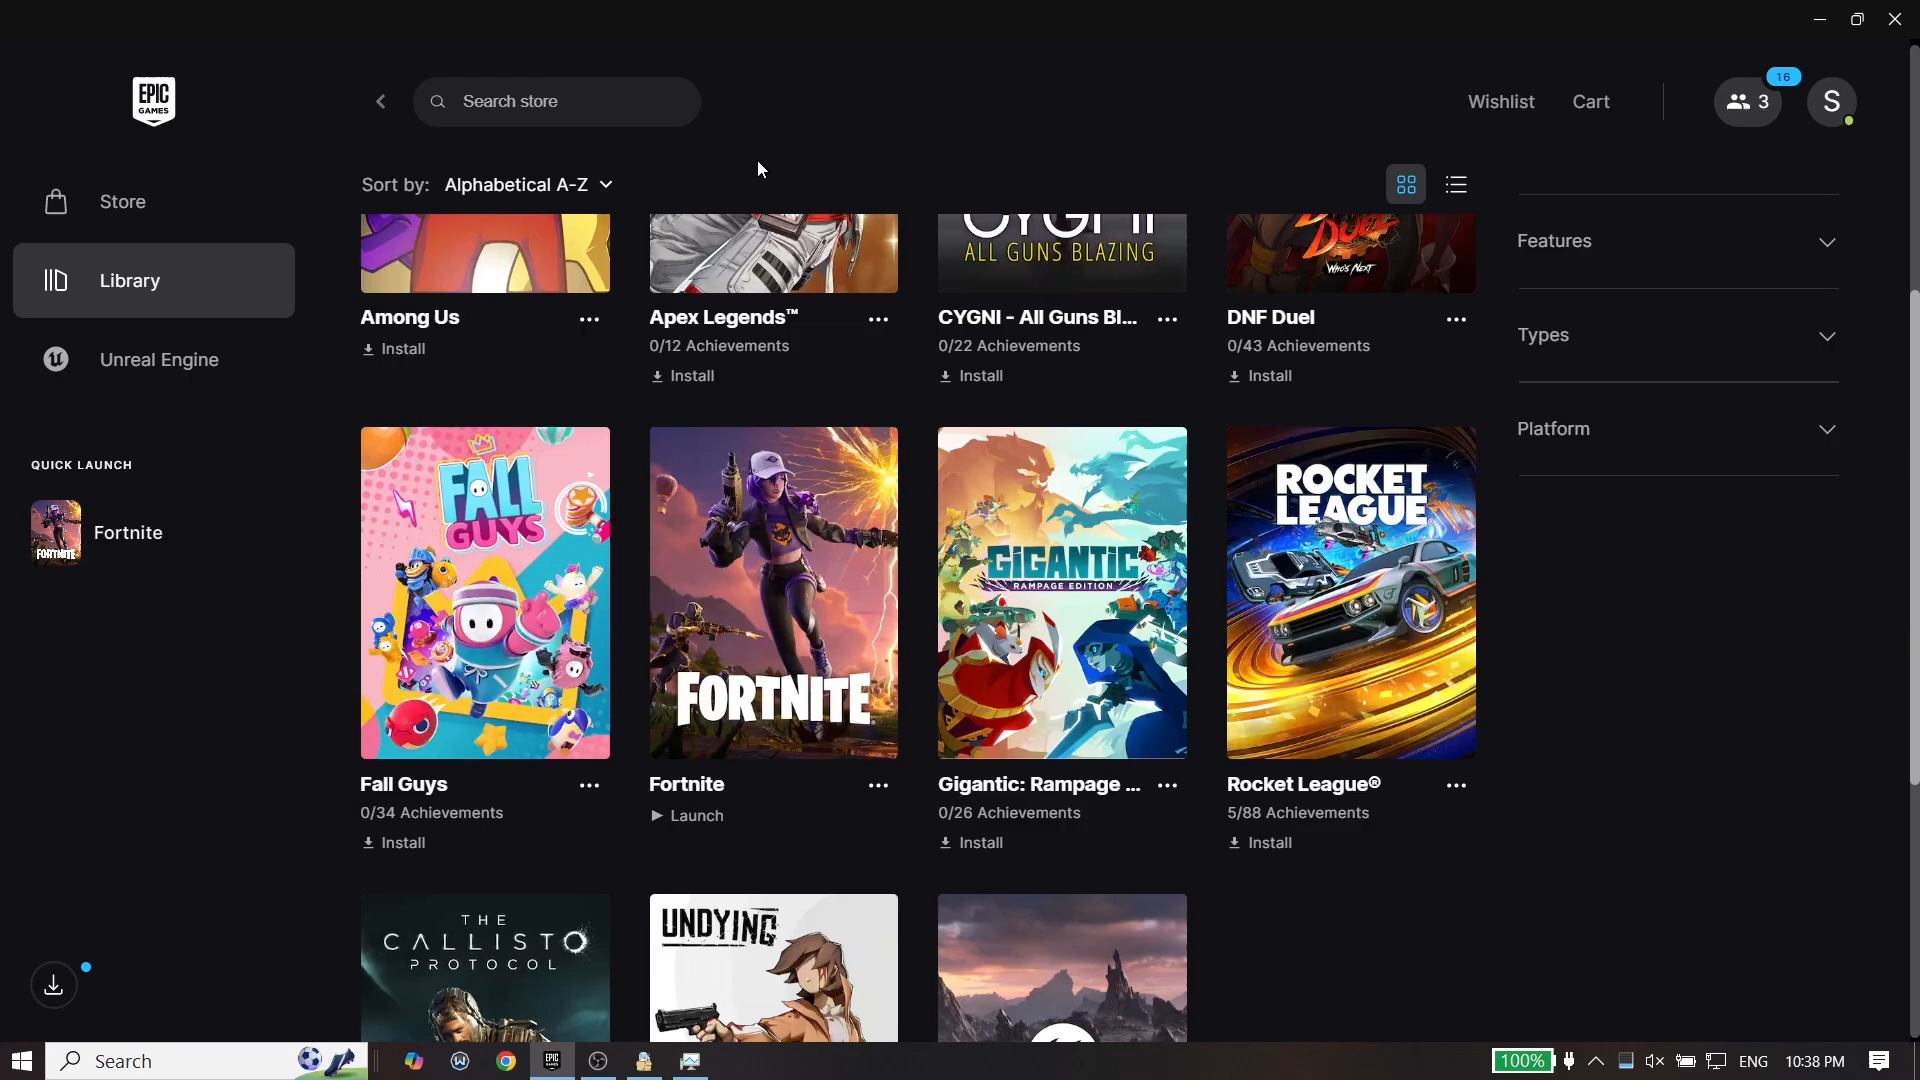 EPIC
GAMES
Search store
Wishlist
Cart
3
16
S
Store
Library
Unreal Engine
QUICK LAUNCH
FORTNITE
Fortnite
Sort by: Alphabetical A-Z
CYGNI
ALL GUNS BLAZING
DUEL
WHO'S NEXT
Among Us
Install
Apex Legends™
0/12 Achievements
Install
CYGNI - All Guns Bl...
0/22 Achievements
Install
DNF Duel
0/43 Achievements
Install
FALL
GUYS
FORTNITE
GIGANTIC
RAMPAGE EDITION
ROCKET
LEAGUE
Fall Guys
0/34 Achievements
Install
Fortnite
Launch
Gigantic: Rampage ...
0/26 Achievements
Install
Rocket League®
5/88 Achievements
Install
THE
CALLISTO
PROTOCOL
UNDYING
Features
Types
Platform
Search
EPIC
GAMES
100%
ENG
10:38 PM